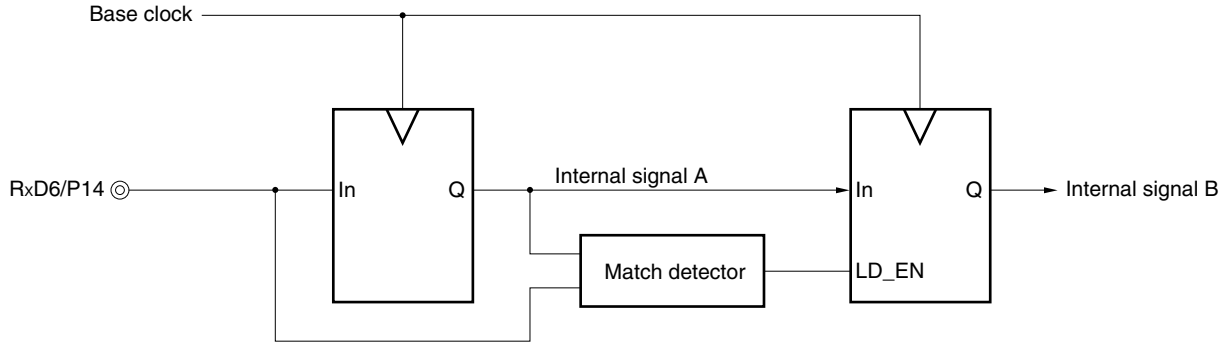 Base clock
RxD6/P14
In
Q
Internal signal A
In
Q
Internal signal B
Match detector
LD_EN